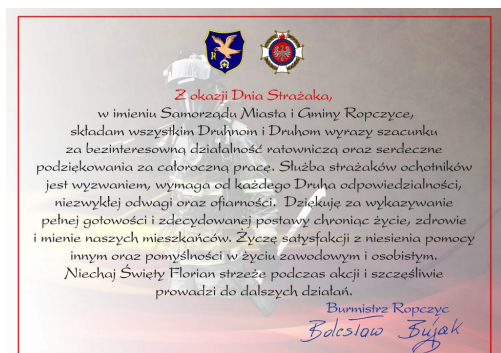 Z okazji Dnia Strażaka,
w imieniu Samorządu Miasta i Gminy Ropczyce,
składam wszystkim Druhnom i Druhom wyrazy szacunku
za bezinteresowną działalność ratowniczą oraz serdeczne
podziękowania za całoroczną pracę. Służba strażaków ochotników
jest wyzwaniem, wymaga od każdego Druha odpowiedzialności,
niezwykłej odwagi oraz ofiarności. Dziękuję za wykazywanie
pełnej gotowości i zdecydowanej postawy chroniąc życie, zdrowie
i mienie naszych mieszkańców. Życzę satysfakcji z niesienia pomocy
innym oraz pomyślności w życiu zawodowym i osobistym.
Niechaj Święty Florian strzeże podczas akcji i szczęśliwie
prowadzi do dalszych działań.
Burmistrz Ropczyc
Bolesław Bujak